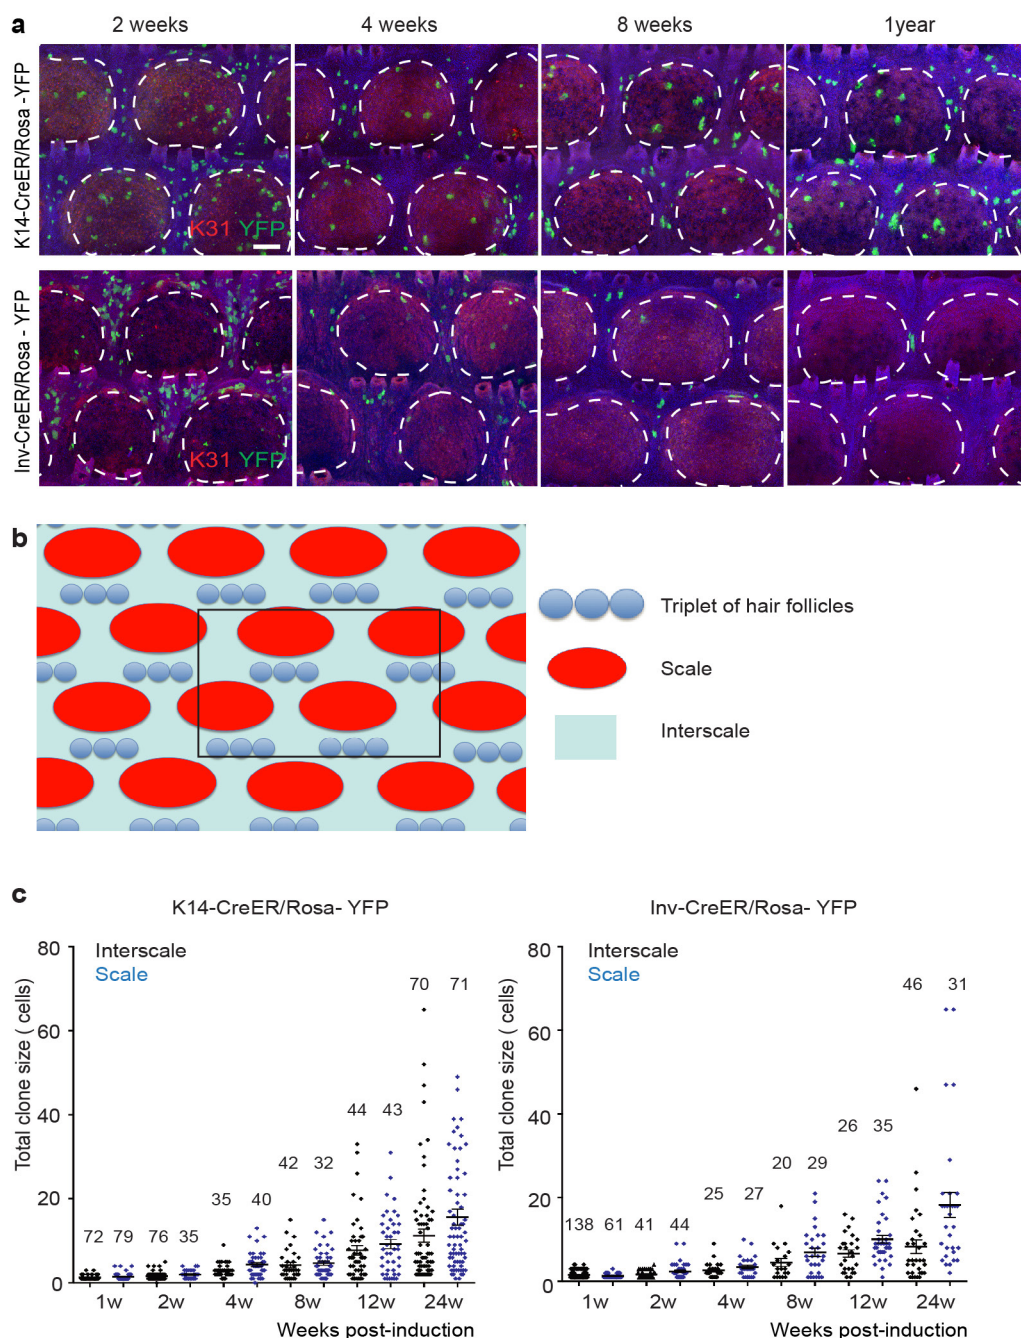 a
2 weeks
4 weeks
8 weeks
1year
K14-CreER/Rosa -YFP
K31 YFP
Inv-CreER/Rosa - YFP
K31 YFP
b
Triplet of hair follicles
Scale
Interscale
c
K14-CreER/Rosa- YFP
Total clone size ( cells)
Interscale
Scale
80
60
40
20
0
72 79 76 35 35 40 42 32 44 43 70 71
1w 2w 4w 8w 12w 24w
Weeks post-induction
Inv-CreER/Rosa- YFP
Total clone size ( cells)
Interscale
Scale
80
60
40
20
0
138 61 41 44 25 27 20 29 26 35 46 31
1w 2w 4w 8w 12w 24w
Weeks post-induction